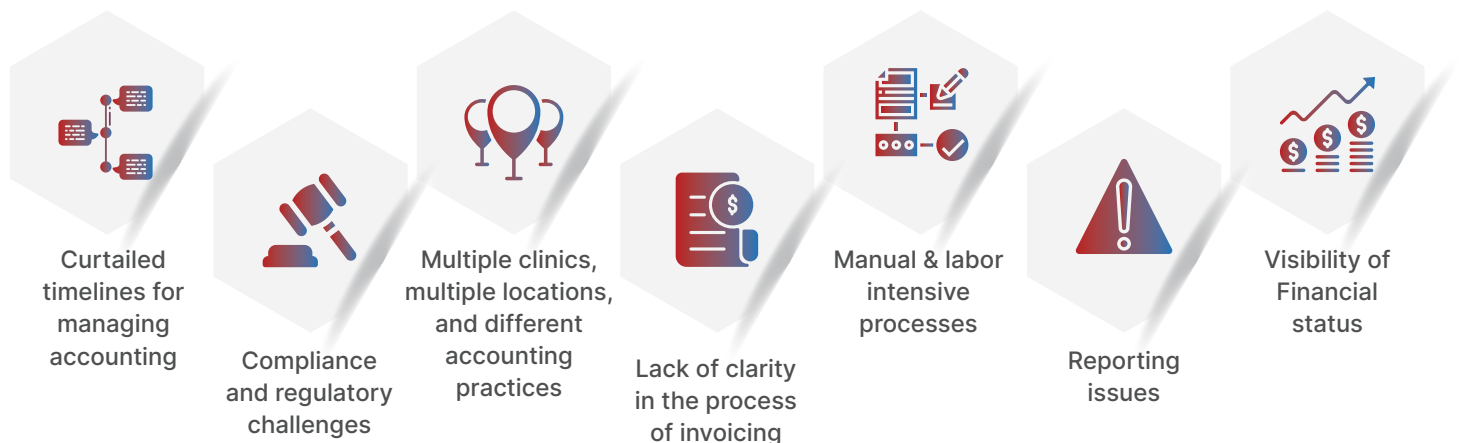 Curtailed
timelines for
managing
accounting
Compliance
and regulatory
challenges
Multiple clinics,
multiple locations,
and different
accounting
practices
$
Lack of clarity
in the process
of invoicing
Manual & labor
intensive
processes
Reporting
issues
$ $ $
Visibility of
Financial
status